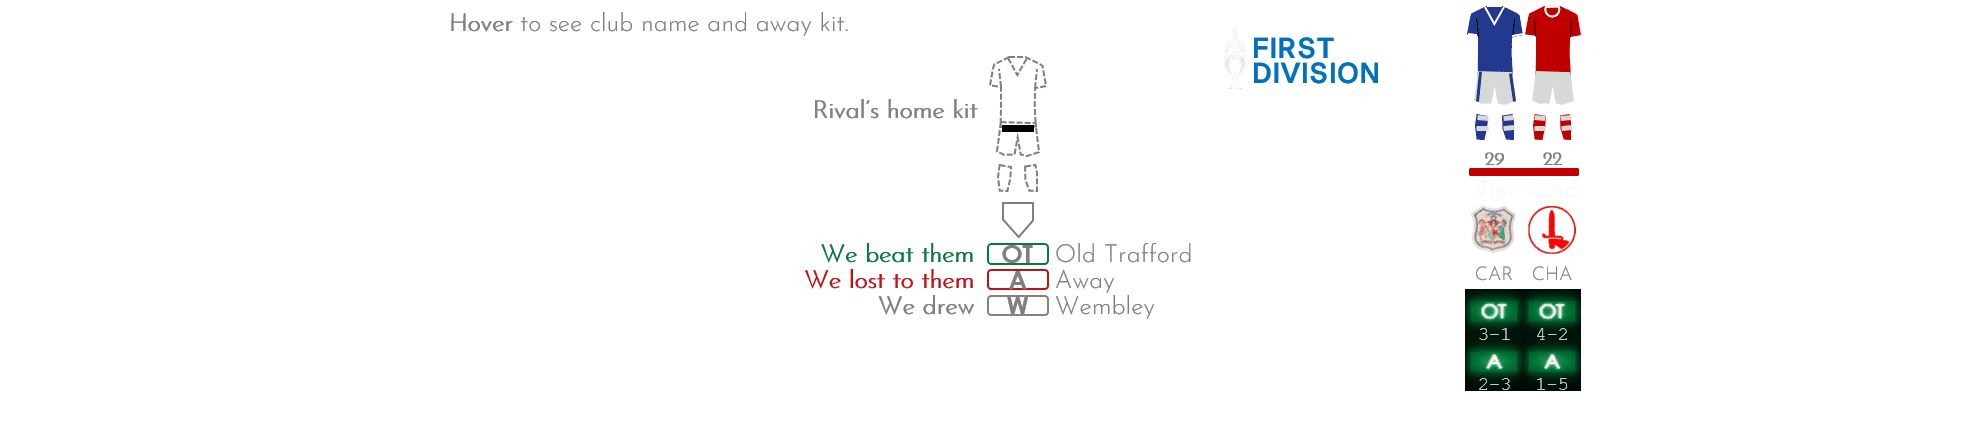 Hover to see club name and away kit.
FIRST
DIVISION
Rival's home kit
29 22
CAR CHA
We beat them OT Old Trafford
We lost to them A Away
We drew W Wembley
OT OT
3-1 4-2
A A
2-3 1-5